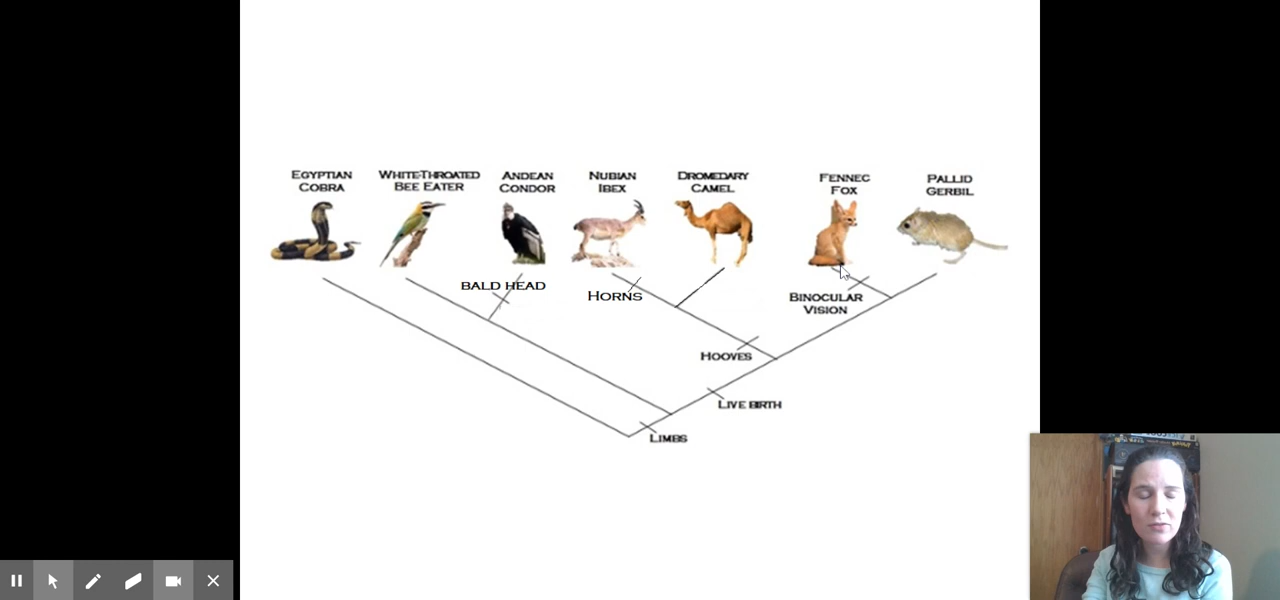 EGYPTIAN
COBRA
WHITE-THROATED
BEE EATER
ANDEAN
CONDOR
NUBIAN
IBEX
DROMEDARY
CAMEL
FENNEC
FOX
PALLID
GERBIL
BALD HEAD
HORNS
BINOCULAR
VISION
HOOVES
LIVE BIRTH
LIMBS